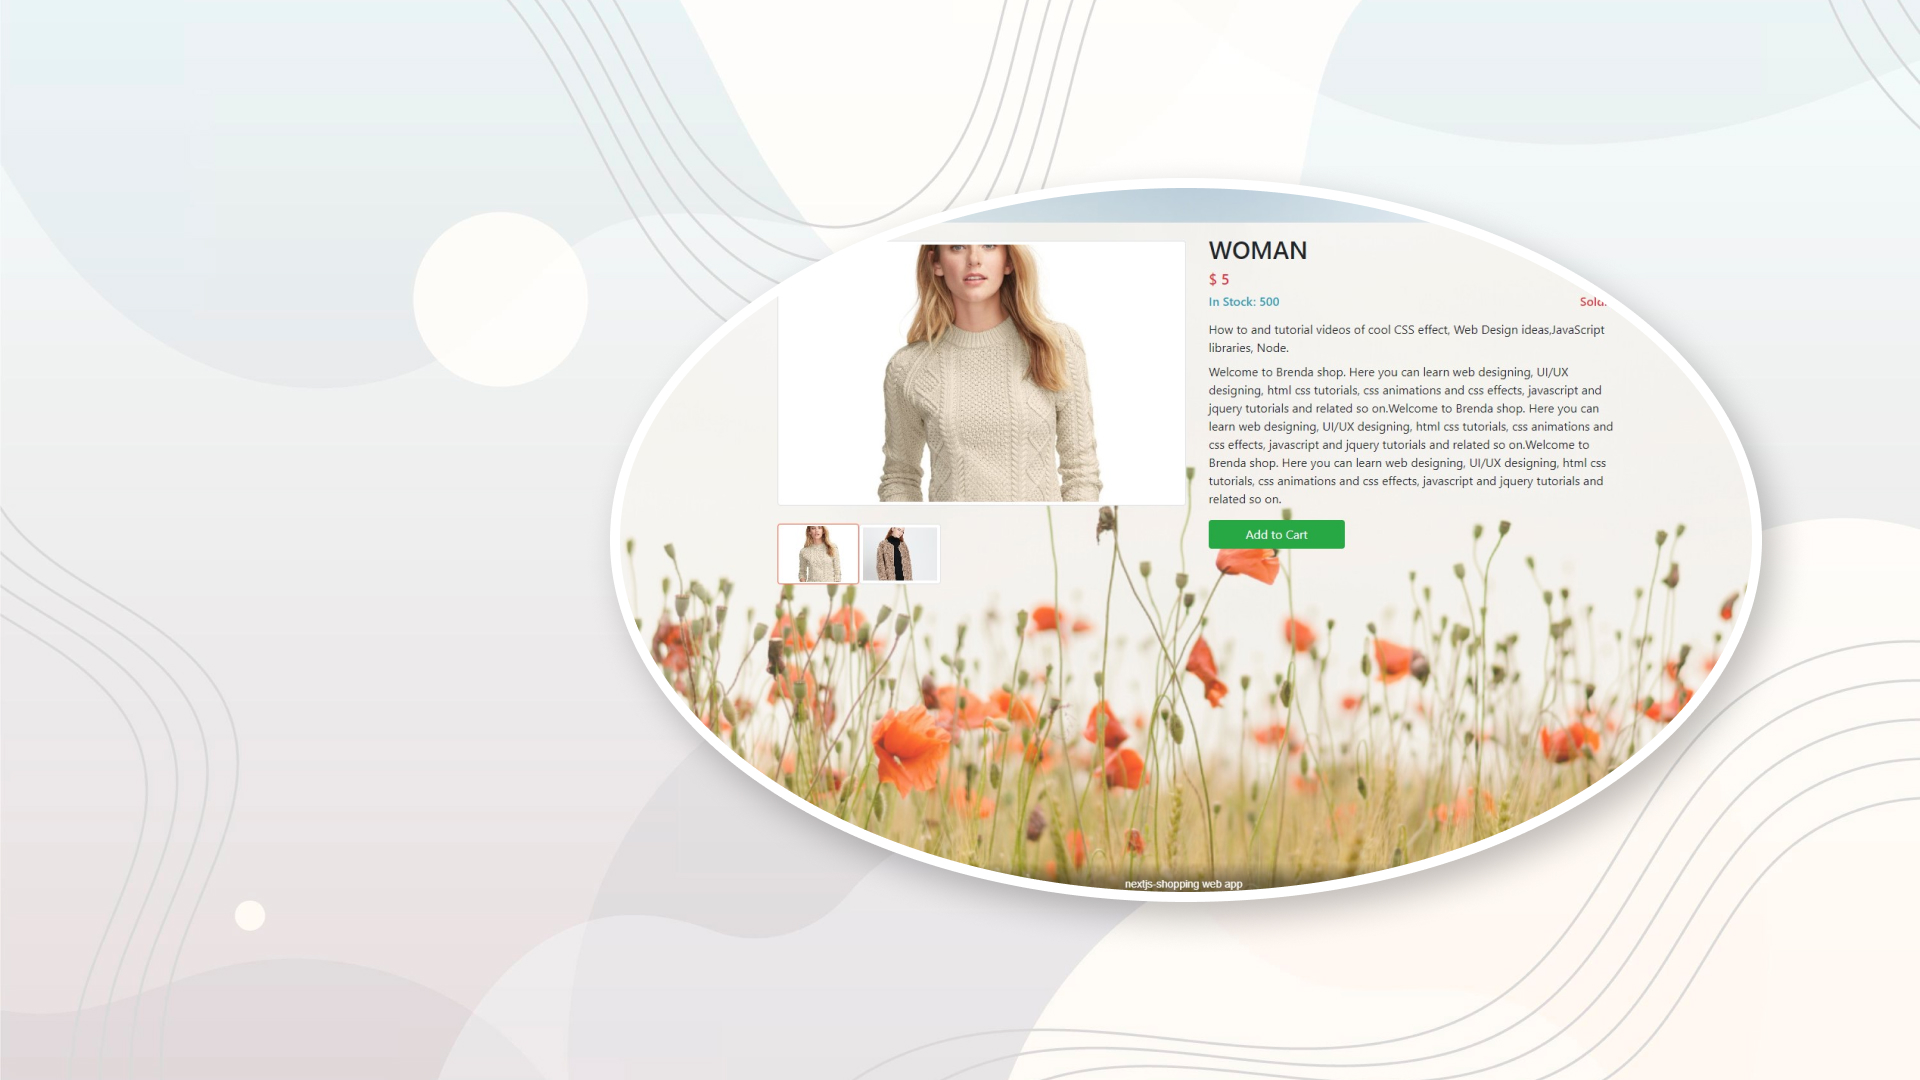 WOMAN
$ 5
In Stock: 500
Sold:
How to and tutorial videos of cool CSS effect, Web Design ideas,JavaScript
libraries, Node.
Welcome to Brenda shop. Here you can learn web designing, UI/UX
designing, html css tutorials, css animations and css effects, javascript and
jquery tutorials and related so on.Welcome to Brenda shop. Here you can
learn web designing, UI/UX designing, html css tutorials, css animations and
css effects, javascript and jquery tutorials and related so on.Welcome to
Brenda shop. Here you can learn web designing, UI/UX designing, html css
tutorials, css animations and css effects, javascript and jquery tutorials and
related so on.
Add to Cart
nextjs-shopping web app